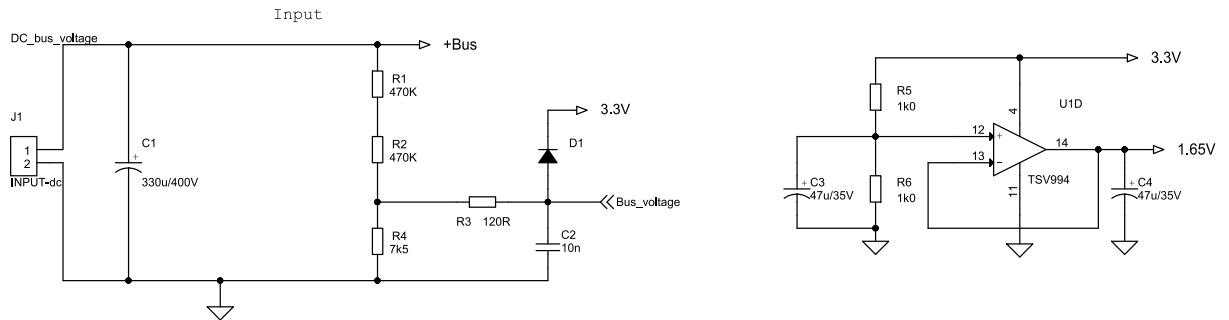 Input
DC_bus_voltage
+Bus
R1
470K
J1
1
2
INPUT-dc
C1
+
330u/400V
R2
470K
3.3V
D1
R3 120R
Bus_voltage
R4
7k5
C2
10n
3.3V
R5
1k0
4
U1D
12
+
13
-
14
1.65V
TSV994
11
C3
+
47u/35V
R6
1k0
C4
+
47u/35V